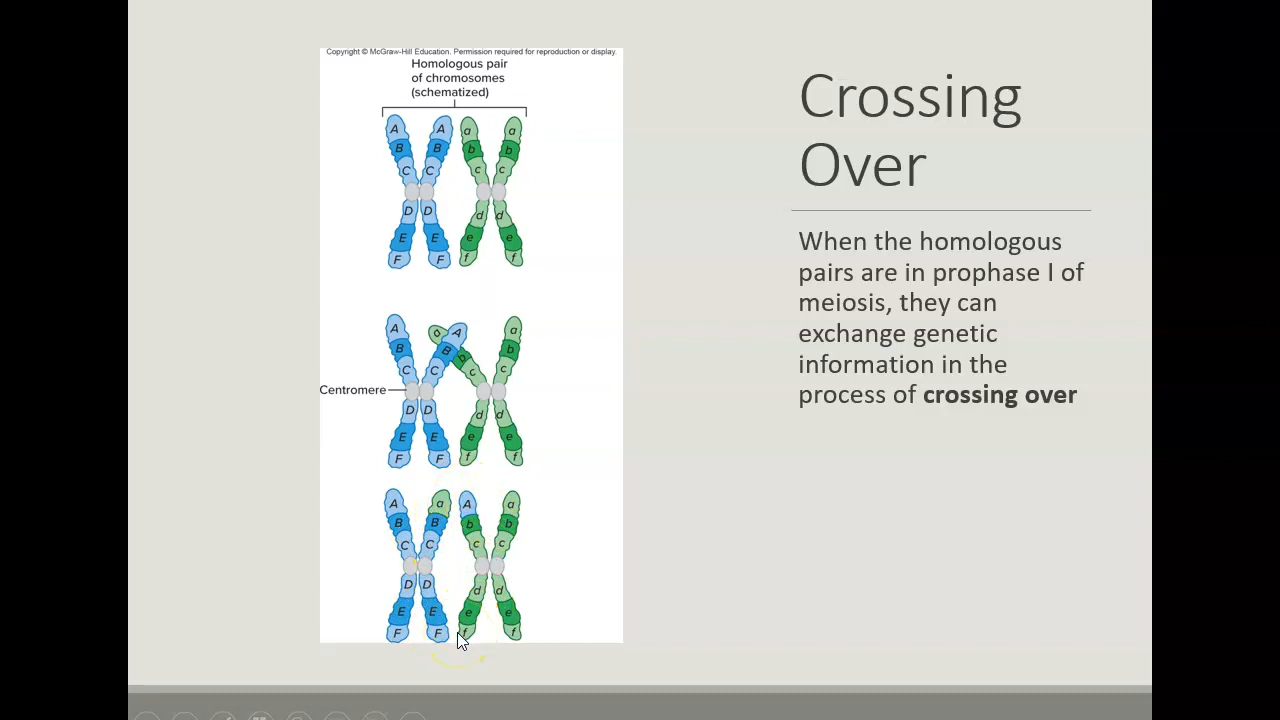 Copyright © McGraw-Hill Education. Permission required for reproduction or display.
Homologous pair
of chromosomes
(schematized)
A A a a
B B b b
C C c c
D D d d
E E e e
F F f f
A a A a
B B b b
C C c c
Centromere
D D d d
E E e e
F F f f
A a A a
B B b b
C C c c
D D d d
E E e e
F F f f
Crossing
Over
When the homologous
pairs are in prophase I of
meiosis, they can
exchange genetic
information in the
process of crossing over